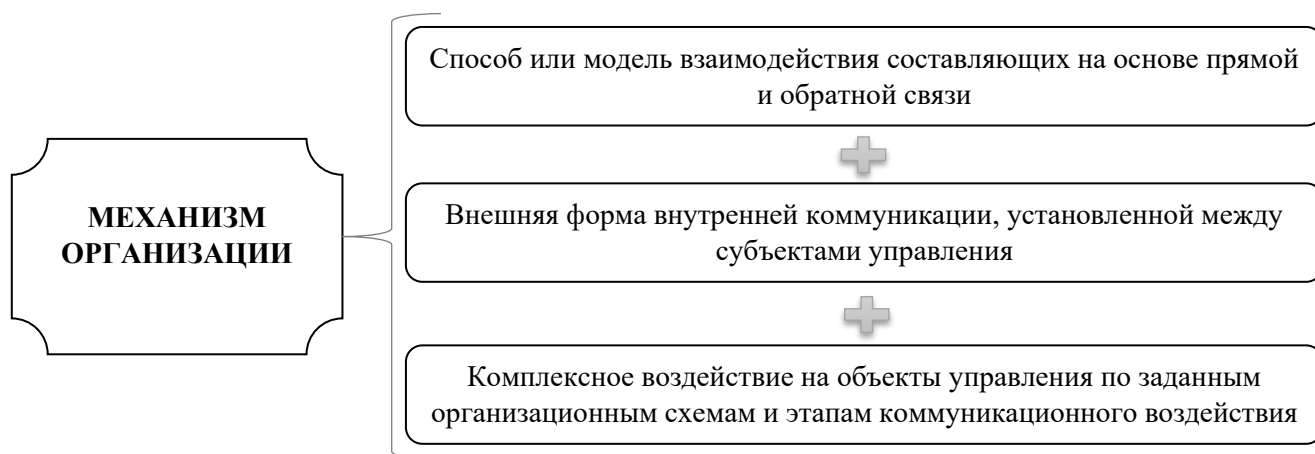 МЕХАНИЗМ
ОРГАНИЗАЦИИ
Способ или модель взаимодействия составляющих на основе прямой
и обратной связи
Внешняя форма внутренней коммуникации, установленной между
субъектами управления
Комплексное воздействие на объекты управления по заданным
организационным схемам и этапам коммуникационного воздействия